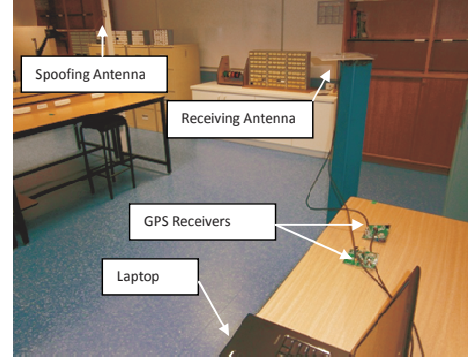 Spoofing Antenna
Receiving Antenna
GPS Receivers
Laptop